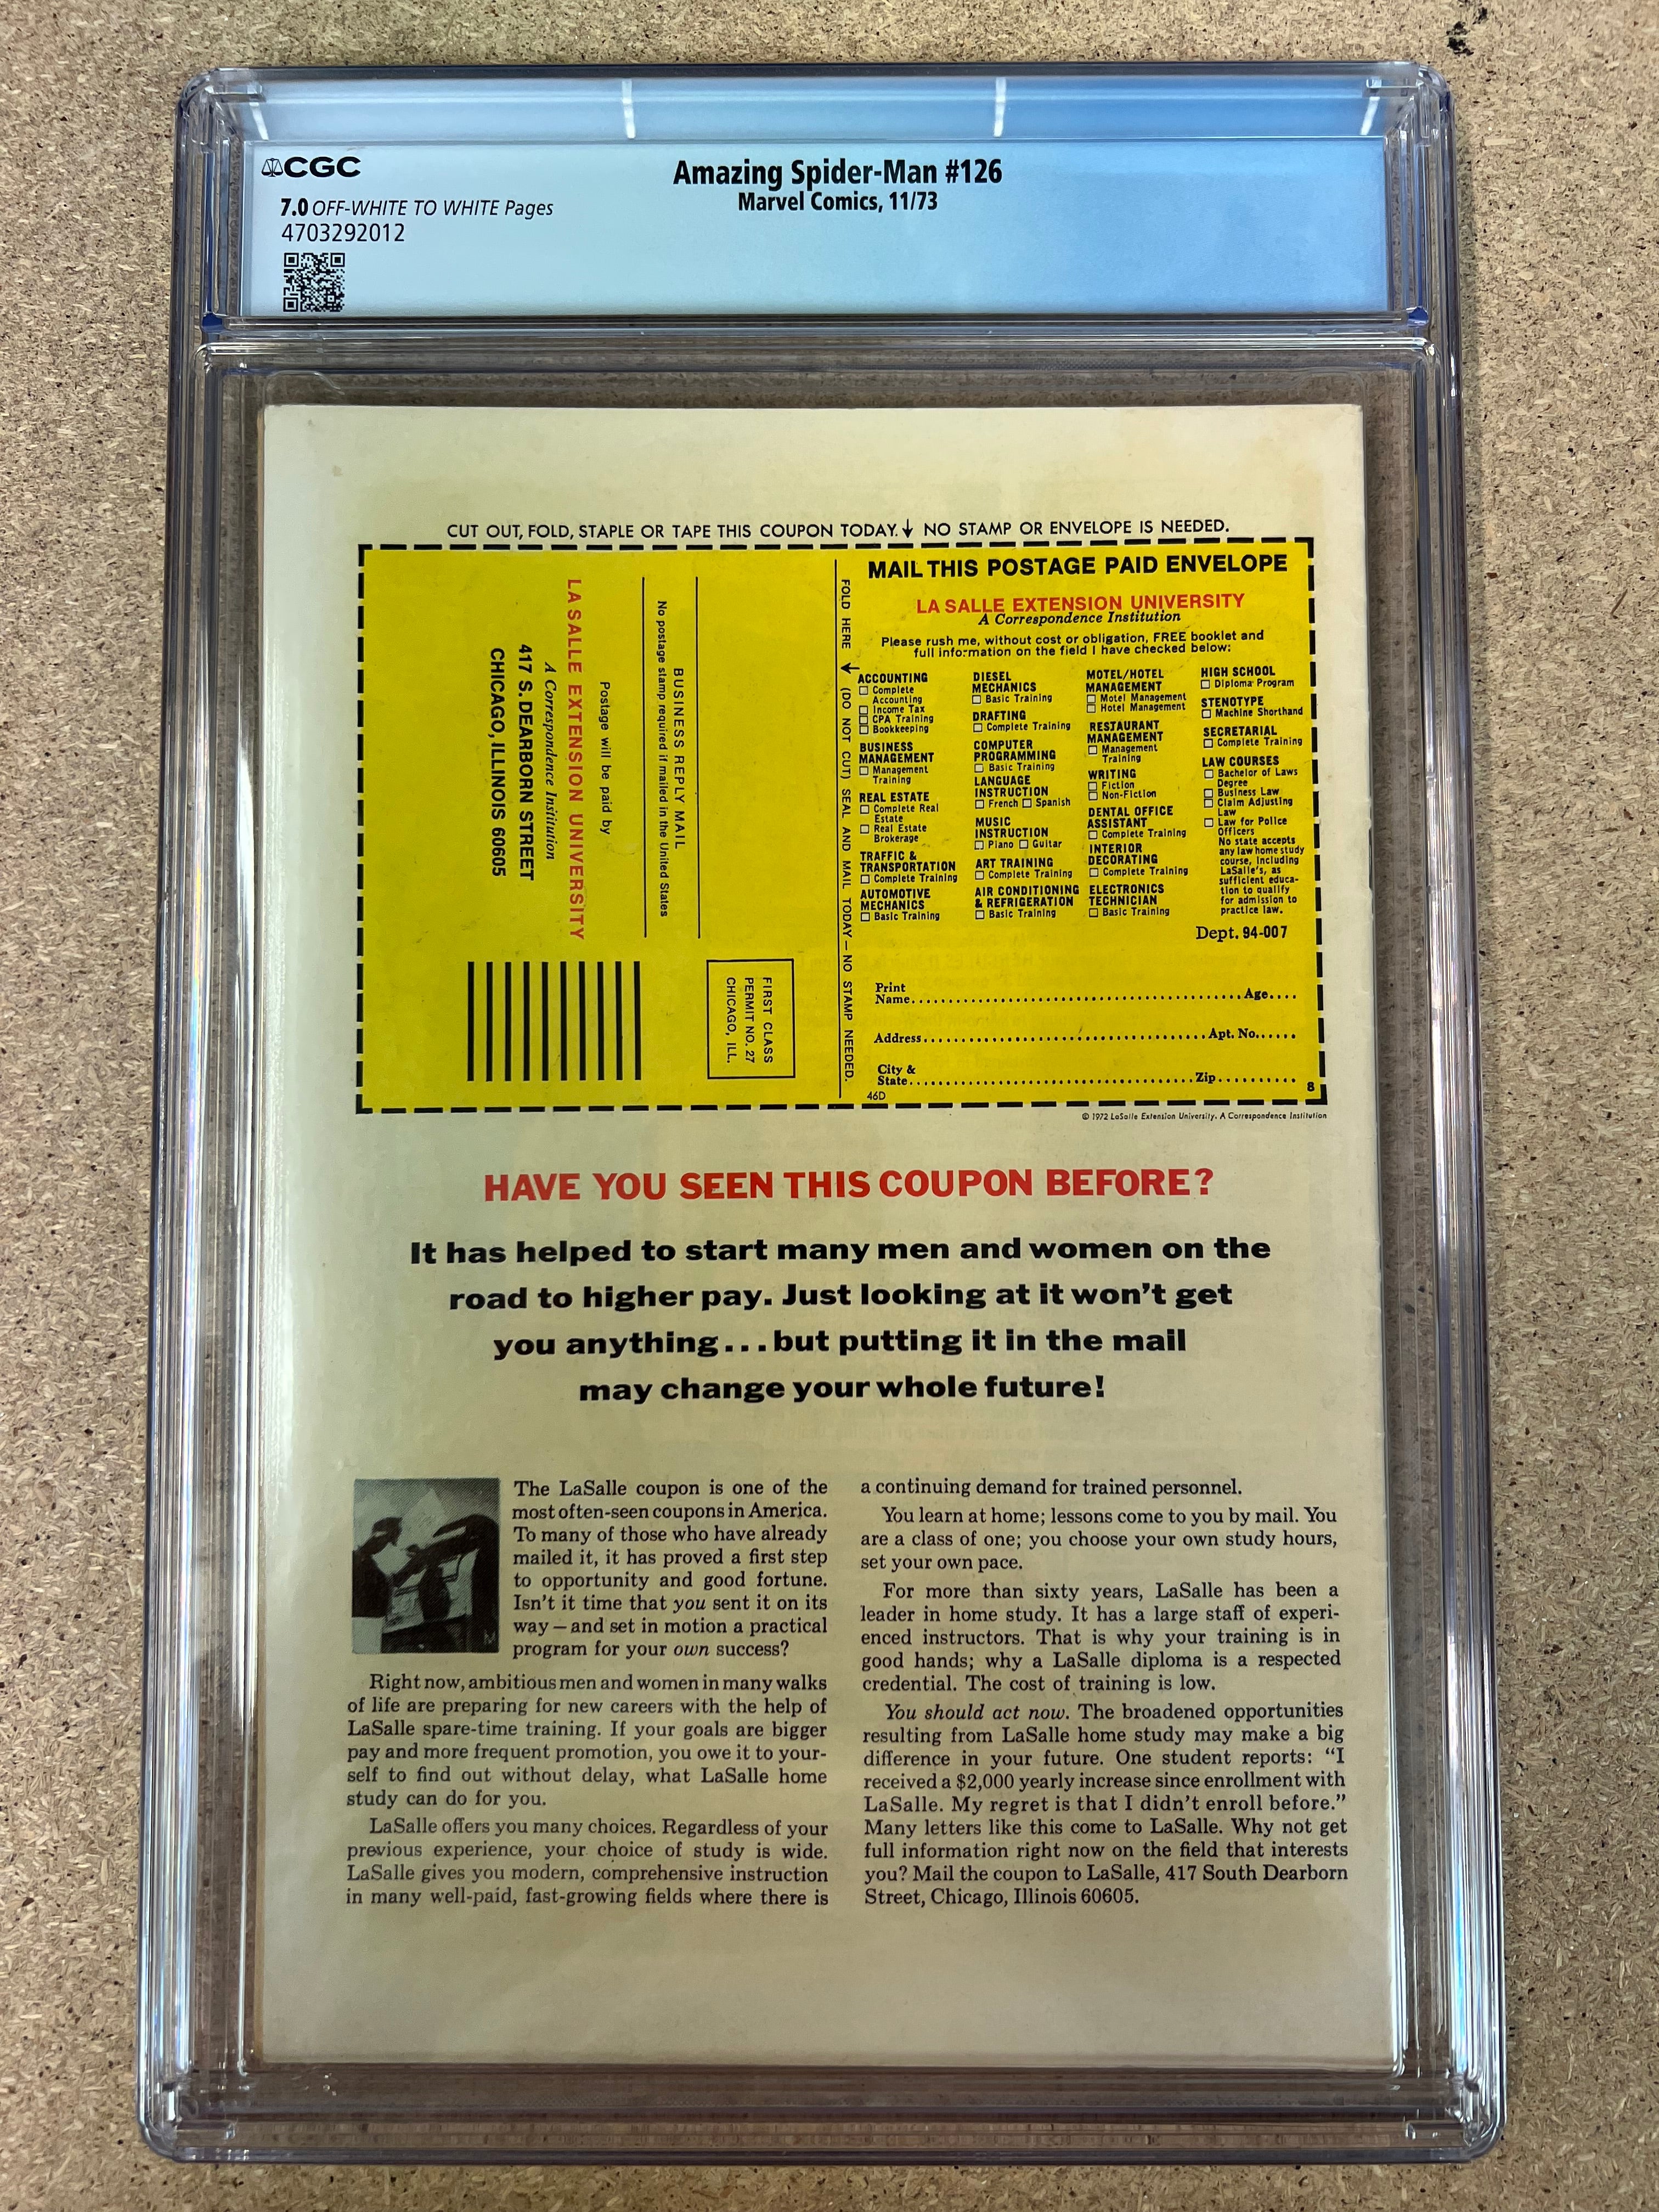 CGC
Amazing Spider-Man #126
Marvel Comics, 11/73
7.0 OFF-WHITE TO WHITE Pages
4703292012
CUT OUT, FOLD, STAPLE OR TAPE THIS COUPON TODAY. ↓ NO STAMP OR ENVELOPE IS NEEDED.
BUSINESS REPLY MAIL
No postage stamp required if mailed in the United States
Postage will be paid by
LA SALLE EXTENSION UNIVERSITY
A Correspondence Institution
417 S. DEARBORN STREET
CHICAGO, ILLINOIS 60605
FIRST CLASS
PERMIT NO. 27
CHICAGO, ILL.
FOLD HERE ↓ (DO NOT CUT) SEAL AND MAIL TODAY — NO STAMP NEEDED.
MAIL THIS POSTAGE PAID ENVELOPE
LA SALLE EXTENSION UNIVERSITY
A Correspondence Institution
Please rush me, without cost or obligation, FREE booklet and
full information on the field I have checked below:
ACCOUNTING
☐ Complete
Accounting
☐ Income Tax
☐ CPA Training
☐ Bookkeeping
BUSINESS
MANAGEMENT
☐ Management
Training
REAL ESTATE
☐ Complete Real
Estate
☐ Real Estate
Brokerage
TRAFFIC &
TRANSPORTATION
☐ Complete Training
AUTOMOTIVE
MECHANICS
☐ Basic Training
DIESEL
MECHANICS
☐ Basic Training
DRAFTING
☐ Complete Training
COMPUTER
PROGRAMMING
☐ Basic Training
LANGUAGE
INSTRUCTION
☐ French ☐ Spanish
MUSIC
INSTRUCTION
☐ Piano ☐ Guitar
ART TRAINING
☐ Complete Training
AIR CONDITIONING
& REFRIGERATION
☐ Basic Training
MOTEL/HOTEL
MANAGEMENT
☐ Motel Management
☐ Hotel Management
RESTAURANT
MANAGEMENT
☐ Management
Training
WRITING
☐ Fiction
☐ Non-Fiction
DENTAL OFFICE
ASSISTANT
☐ Complete Training
INTERIOR
DECORATING
☐ Complete Training
ELECTRONICS
TECHNICIAN
☐ Basic Training
HIGH SCHOOL
☐ Diploma Program
STENOTYPE
☐ Machine Shorthand
SECRETARIAL
☐ Complete Training
LAW COURSES
☐ Bachelor of Laws
Degree
☐ Business Law
☐ Claim Adjusting
Law
☐ Law for Police
Officers
No state accepts
any law home study
course, including
LaSalle's, as
sufficient educa-
tion to qualify
for admission to
practice law.
Dept. 94-007
Print
Name........................Age....
Address........................Apt. No......
City &
State........................Zip..........
46D
8
© 1972 LaSalle Extension University. A Correspondence Institution
HAVE YOU SEEN THIS COUPON BEFORE?
It has helped to start many men and women on the
road to higher pay. Just looking at it won't get
you anything...but putting it in the mail
may change your whole future!
The LaSalle coupon is one of the
most often-seen coupons in America.
To many of those who have already
mailed it, it has proved a first step
to opportunity and good fortune.
Isn't it time that you sent it on its
way – and set in motion a practical
program for your own success?
Right now, ambitious men and women in many walks
of life are preparing for new careers with the help of
LaSalle spare-time training. If your goals are bigger
pay and more frequent promotion, you owe it to your-
self to find out without delay, what LaSalle home
study can do for you.
LaSalle offers you many choices. Regardless of your
previous experience, your choice of study is wide.
LaSalle gives you modern, comprehensive instruction
in many well-paid, fast-growing fields where there is
a continuing demand for trained personnel.
You learn at home; lessons come to you by mail. You
are a class of one; you choose your own study hours,
set your own pace.
For more than sixty years, LaSalle has been a
leader in home study. It has a large staff of experi-
enced instructors. That is why your training is in
good hands; why a LaSalle diploma is a respected
credential. The cost of training is low.
You should act now. The broadened opportunities
resulting from LaSalle home study may make a big
difference in your future. One student reports: "I
received a $2,000 yearly increase since enrollment with
LaSalle. My regret is that I didn't enroll before."
Many letters like this come to LaSalle. Why not get
full information right now on the field that interests
you? Mail the coupon to LaSalle, 417 South Dearborn
Street, Chicago, Illinois 60605.